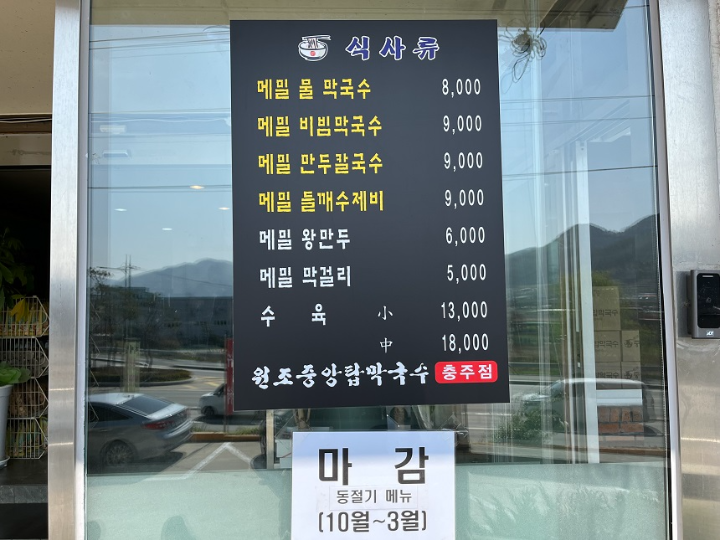 식사류
메밀 물 막국수 8,000
메밀 비빔막국수 9,000
메밀 만두칼국수 9,000
메밀 들깨수제비 9,000
메밀 왕만두 6,000
메밀 막걸리 5,000
수 육 小 13,000
中 18,000
원조중앙탑막국수 충주점
마 감
동절기 메뉴
(10월~3월)